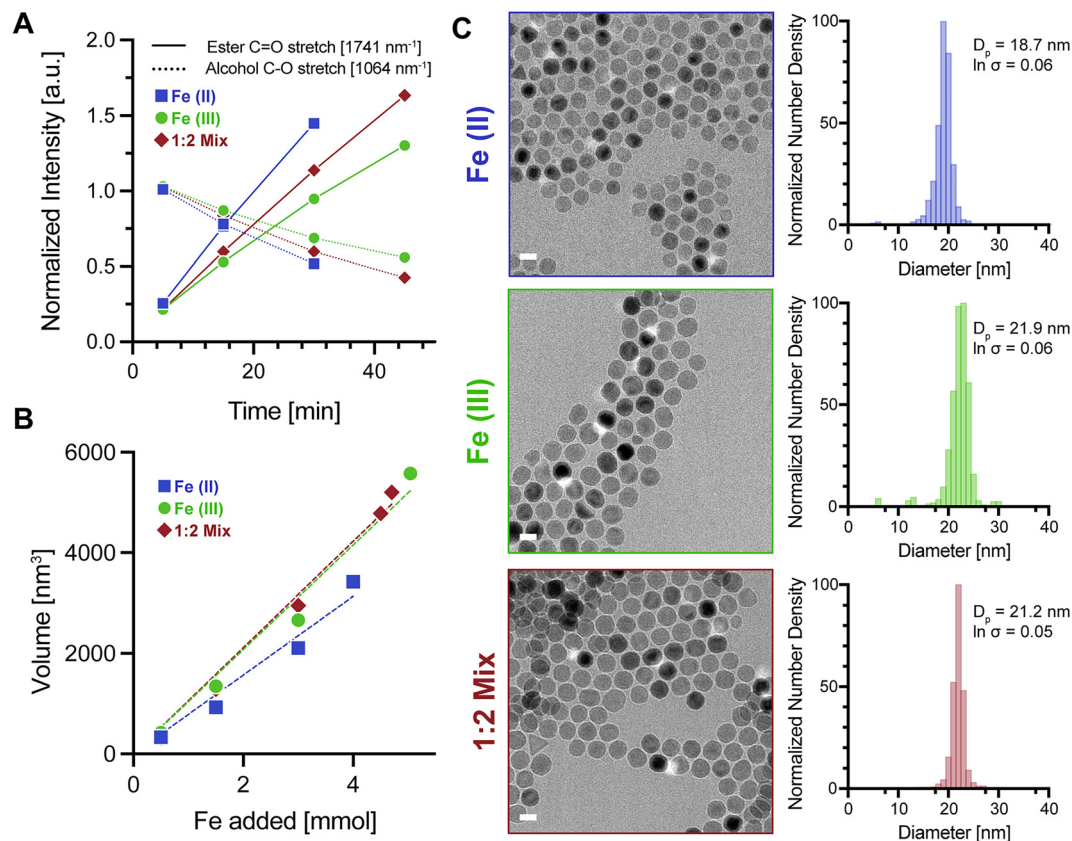 A
Normalized Intensity [a.u.]
2.0
1.5
1.0
0.5
0.0
0
20
40
Time [min]
Ester C=O stretch [1741 nm⁻¹]
Alcohol C-O stretch [1064 nm⁻¹]
Fe (II)
Fe (III)
1:2 Mix
B
Volume [nm³]
6000
4000
2000
0
0
2
4
Fe added [mmol]
Fe (II)
Fe (III)
1:2 Mix
C
Fe (II)
Normalized Number Density
100
50
0
0
10
20
30
40
Diameter [nm]
Dₚ = 18.7 nm
ln σ = 0.06
Fe (III)
Normalized Number Density
100
50
0
0
10
20
30
40
Diameter [nm]
Dₚ = 21.9 nm
ln σ = 0.06
1:2 Mix
Normalized Number Density
100
50
0
0
10
20
30
40
Diameter [nm]
Dₚ = 21.2 nm
ln σ = 0.05